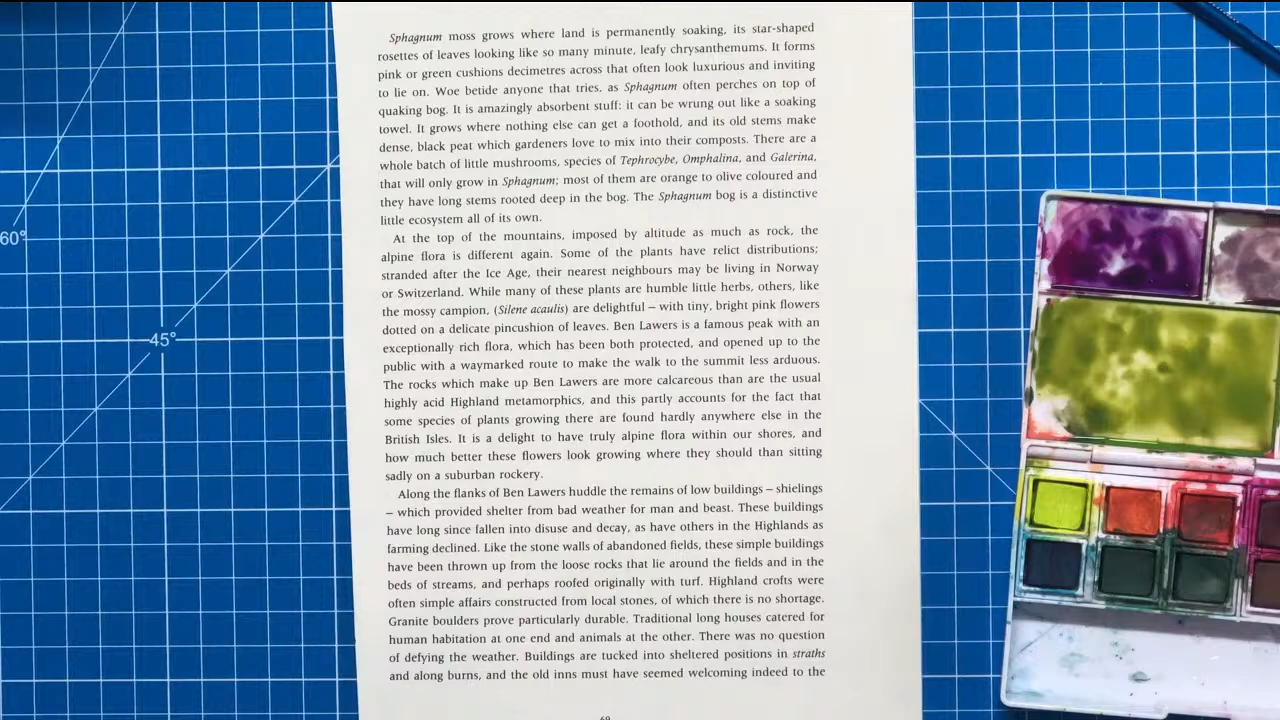 Sphagnum moss grows where land is permanently soaking, its star-shaped
rosettes of leaves looking like so many minute, leafy chrysanthemums. It forms
pink or green cushions decimetres across that often look luxurious and inviting
to lie on. Woe betide anyone that tries, as Sphagnum often perches on top of
quaking bog. It is amazingly absorbent stuff: it can be wrung out like a soaking
towel. It grows where nothing else can get a foothold, and its old stems make
dense, black peat which gardeners love to mix into their composts. There are a
whole batch of little mushrooms, species of Tephrocybe, Omphalina, and Galerina,
that will only grow in Sphagnum; most of them are orange to olive coloured and
they have long stems rooted deep in the bog. The Sphagnum bog is a distinctive
little ecosystem all of its own.
At the top of the mountains, imposed by altitude as much as rock, the
alpine flora is different again. Some of the plants have relict distributions;
stranded after the Ice Age, their nearest neighbours may be living in Norway
or Switzerland. While many of these plants are humble little herbs, others, like
the mossy campion, (Silene acaulis) are delightful – with tiny, bright pink flowers
dotted on a delicate pincushion of leaves. Ben Lawers is a famous peak with an
exceptionally rich flora, which has been both protected, and opened up to the
public with a waymarked route to make the walk to the summit less arduous.
The rocks which make up Ben Lawers are more calcareous than are the usual
highly acid Highland metamorphics, and this partly accounts for the fact that
some species of plants growing there are found hardly anywhere else in the
British Isles. It is a delight to have truly alpine flora within our shores, and
how much better these flowers look growing where they should than sitting
sadly on a suburban rockery.
Along the flanks of Ben Lawers huddle the remains of low buildings – shielings
– which provided shelter from bad weather for man and beast. These buildings
have long since fallen into disuse and decay, as have others in the Highlands as
farming declined. Like the stone walls of abandoned fields, these simple buildings
have been thrown up from the loose rocks that lie around the fields and in the
beds of streams, and perhaps roofed originally with turf. Highland crofts were
often simple affairs constructed from local stones, of which there is no shortage.
Granite boulders prove particularly durable. Traditional long houses catered for
human habitation at one end and animals at the other. There was no question
of defying the weather. Buildings are tucked into sheltered positions in straths
and along burns, and the old inns must have seemed welcoming indeed to the
60°
45°